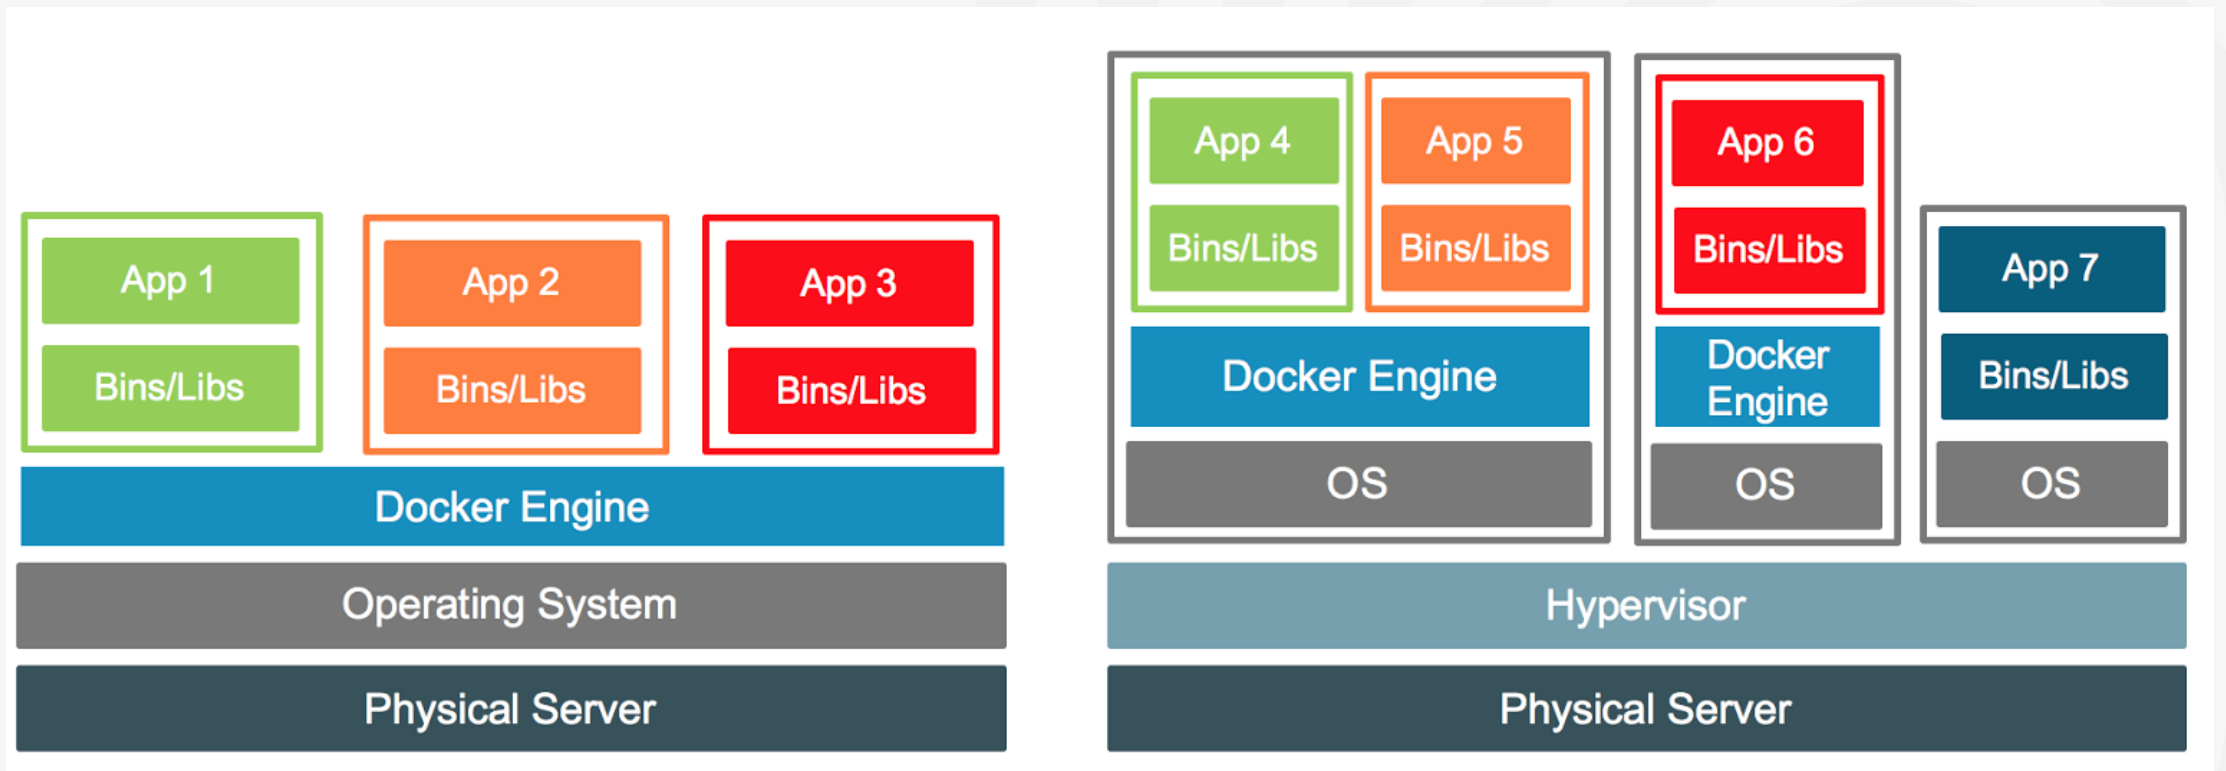 App 1
Bins/Libs
App 2
Bins/Libs
App 3
Bins/Libs
Docker Engine
Operating System
Physical Server
App 4
Bins/Libs
App 5
Bins/Libs
Docker Engine
OS
App 6
Bins/Libs
Docker
Engine
OS
App 7
Bins/Libs
OS
Hypervisor
Physical Server